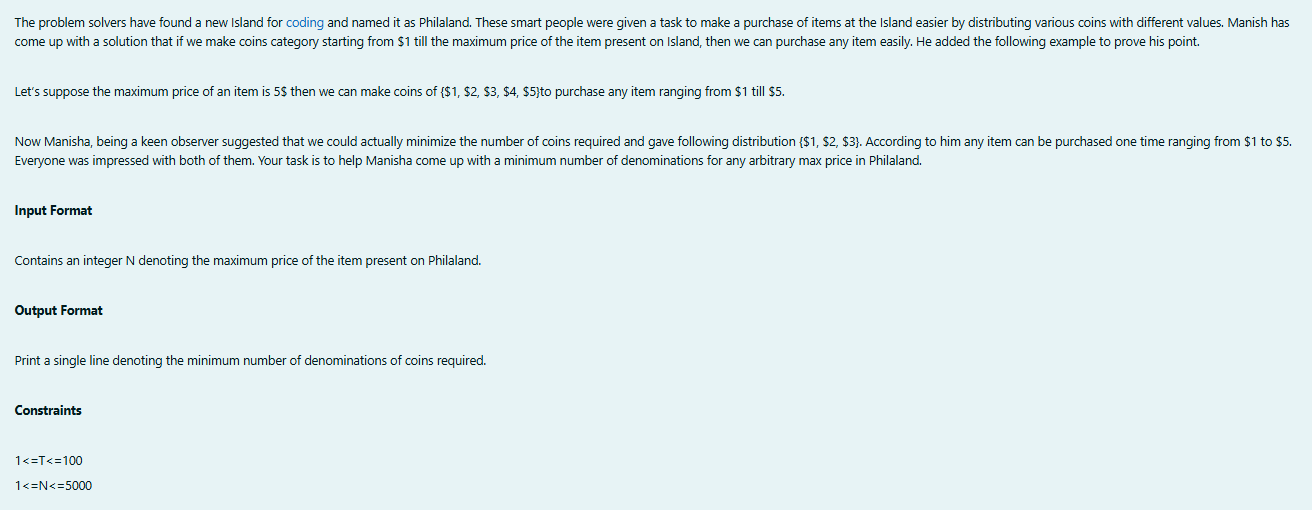 The problem solvers have found a new Island for coding and named it as Philaland. These smart people were given a task to make a purchase of items at the Island easier by distributing various coins with different values. Manish has
come up with a solution that if we make coins category starting from $1 till the maximum price of the item present on Island, then we can purchase any item easily. He added the following example to prove his point.
Let's suppose the maximum price of an item is 5$ then we can make coins of {$1, $2, $3, $4, $5}to purchase any item ranging from $1 till $5.
Now Manisha, being a keen observer suggested that we could actually minimize the number of coins required and gave following distribution {$1, $2, $3}. According to him any item can be purchased one time ranging from $1 to $5.
Everyone was impressed with both of them. Your task is to help Manisha come up with a minimum number of denominations for any arbitrary max price in Philaland.
Input Format
Contains an integer N denoting the maximum price of the item present on Philaland.
Output Format
Print a single line denoting the minimum number of denominations of coins required.
Constraints
1<=T<=100
1<=N<=5000